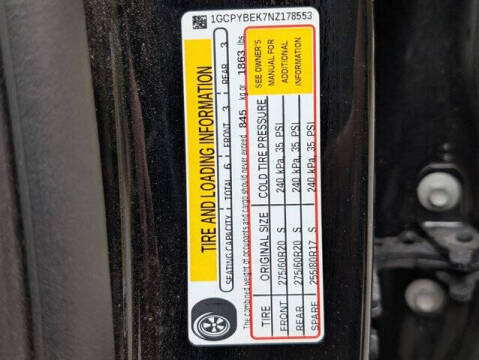 1GCPYBEK7NZ178553
TIRE AND LOADING INFORMATION
SEATING CAPACITY TOTAL 6 FRONT 3 REAR 3
The combined weight of occupants and cargo should never exceed 845 kg or 1863 lbs
TIRE ORIGINAL SIZE COLD TIRE PRESSURE
FRONT 275/60R20 S 240 kPa, 35 PSI
REAR 275/60R20 S 240 kPa, 35 PSI
SPARE 255/80R17 S 240 kPa, 35 PSI
SEE OWNER'S
MANUAL FOR
ADDITIONAL
INFORMATION